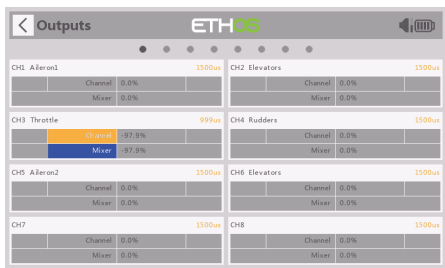 Outputs ETHOS
CH1 Aileron1 1500us
Channel 0.0%
Mixer 0.0%
CH2 Elevators 1500us
Channel 0.0%
Mixer 0.0%
CH3 Throttle 999us
Channel -97.9%
Mixer -97.9%
CH4 Rudders 1500us
Channel 0.0%
Mixer 0.0%
CH5 Aileron2 1500us
Channel 0.0%
Mixer 0.0%
CH6 Elevators 1500us
Channel 0.0%
Mixer 0.0%
CH7 1500us
Channel 0.0%
Mixer 0.0%
CH8 1500us
Channel 0.0%
Mixer 0.0%